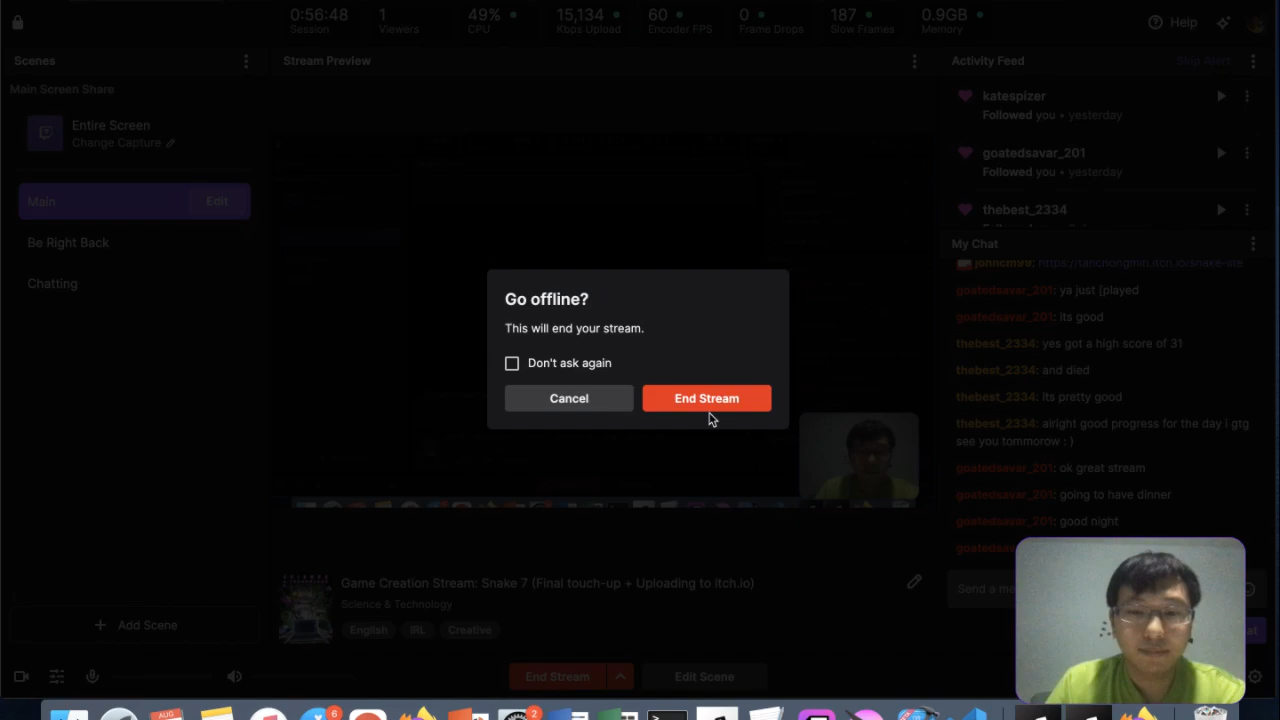 0:56:48
Session
1
Viewers
49%
CPU
15,134
Kbps Upload
60
Encoder FPS
0
Frame Drops
187
Slow Frames
0.9GB
Memory
Help
Scenes
Main Screen Share
Entire Screen
Change Capture
Main
Edit
Be Right Back
Chatting
Add Scene
Stream Preview
Go offline?
This will end your stream.
Don't ask again
Cancel
End Stream
Game Creation Stream: Snake 7 (Final touch-up + Uploading to itch.io)
Science & Technology
English
IRL
Creative
End Stream
Edit Scene
Activity Feed
Skip Alert
katespizer
Followed you • yesterday
goatedsavar_201
Followed you • yesterday
thebest_2334
My Chat
goatedsavar_201: ya just [played
goatedsavar_201: its good
thebest_2334: yes got a high score of 31
thebest_2334: and died
thebest_2334: its pretty good
thebest_2334: alright good progress for the day I gtg
see you tommorow : )
goatedsavar_201: ok great stream
goatedsavar_201: going to have dinner
goatedsavar_201: good night
Send a me
AUG
6
2